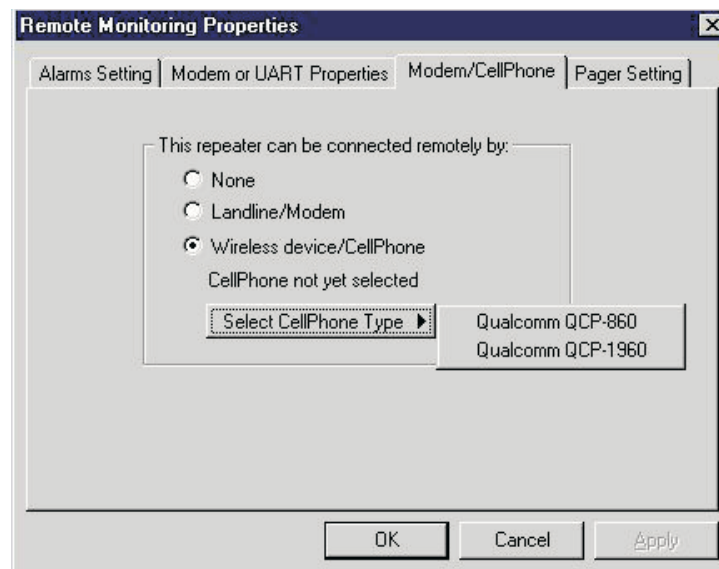 Remote Monitoring Properties
Alarms Setting Modem or UART Properties Modem/CellPhone Pager Setting
This repeater can be connected remotely by:
None
Landline/Modem
Wireless device/CellPhone
CellPhone not yet selected
Select CellPhone Type Qualcomm QCP-860
Qualcomm QCP-1960
OK Cancel Apply